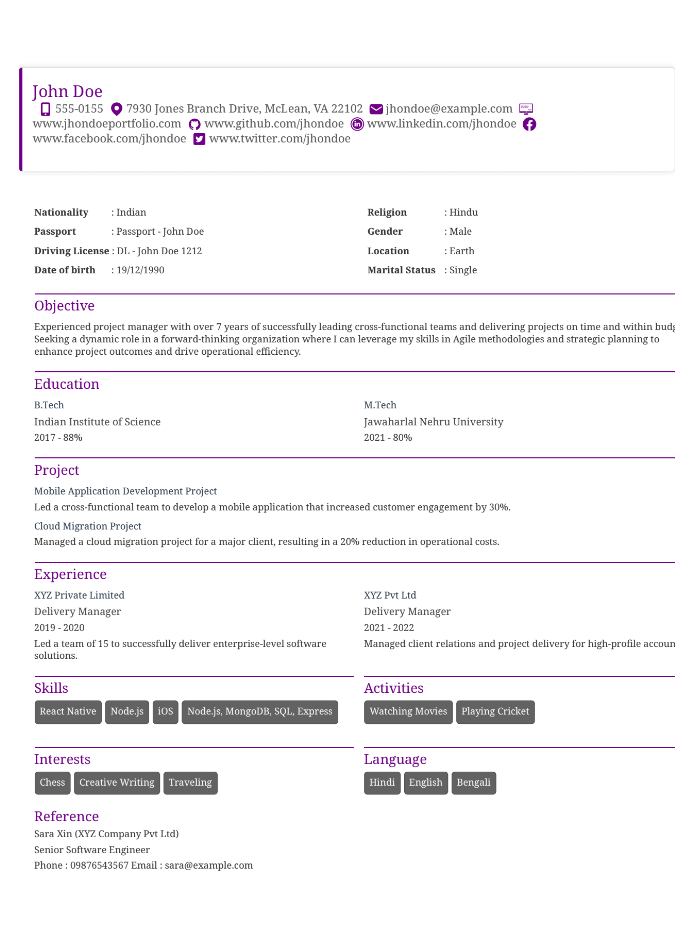 John Doe
555-0155 7930 Jones Branch Drive, McLean, VA 22102 jhondoe@example.com
www.jhondoeportfolio.com www.github.com/jhondoe www.linkedin.com/jhondoe
www.facebook.com/jhondoe www.twitter.com/jhondoe
Nationality : Indian
Religion : Hindu
Passport : Passport - John Doe
Gender : Male
Driving License : DL - John Doe 1212
Location : Earth
Date of birth : 19/12/1990
Marital Status : Single
Objective
Experienced project manager with over 7 years of successfully leading cross-functional teams and delivering projects on time and within budg
Seeking a dynamic role in a forward-thinking organization where I can leverage my skills in Agile methodologies and strategic planning to
enhance project outcomes and drive operational efficiency.
Education
B.Tech
Indian Institute of Science
2017 - 88%
M.Tech
Jawaharlal Nehru University
2021 - 80%
Project
Mobile Application Development Project
Led a cross-functional team to develop a mobile application that increased customer engagement by 30%.
Cloud Migration Project
Managed a cloud migration project for a major client, resulting in a 20% reduction in operational costs.
Experience
XYZ Private Limited
Delivery Manager
2019 - 2020
Led a team of 15 to successfully deliver enterprise-level software
solutions.
XYZ Pvt Ltd
Delivery Manager
2021 - 2022
Managed client relations and project delivery for high-profile accoun
Skills
React Native Node.js iOS Node.js, MongoDB, SQL, Express
Activities
Watching Movies Playing Cricket
Interests
Chess Creative Writing Traveling
Language
Hindi English Bengali
Reference
Sara Xin (XYZ Company Pvt Ltd)
Senior Software Engineer
Phone : 09876543567 Email : sara@example.com